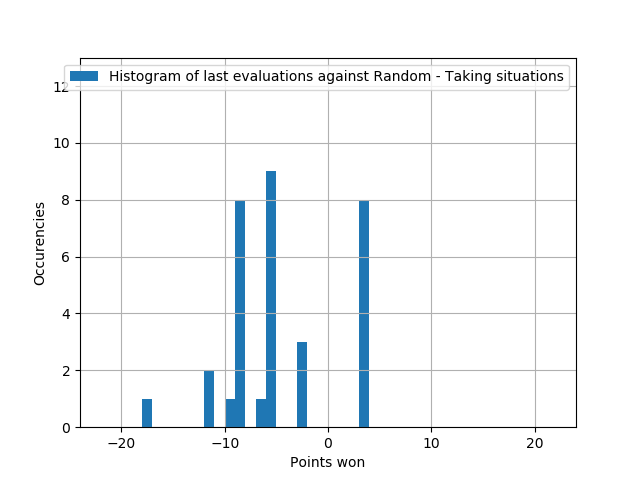 Histogram of last evaluations against Random - Taking situations
12
10
8
6
4
2
0
Occurencies
−20 −10 0 10 20
Points won